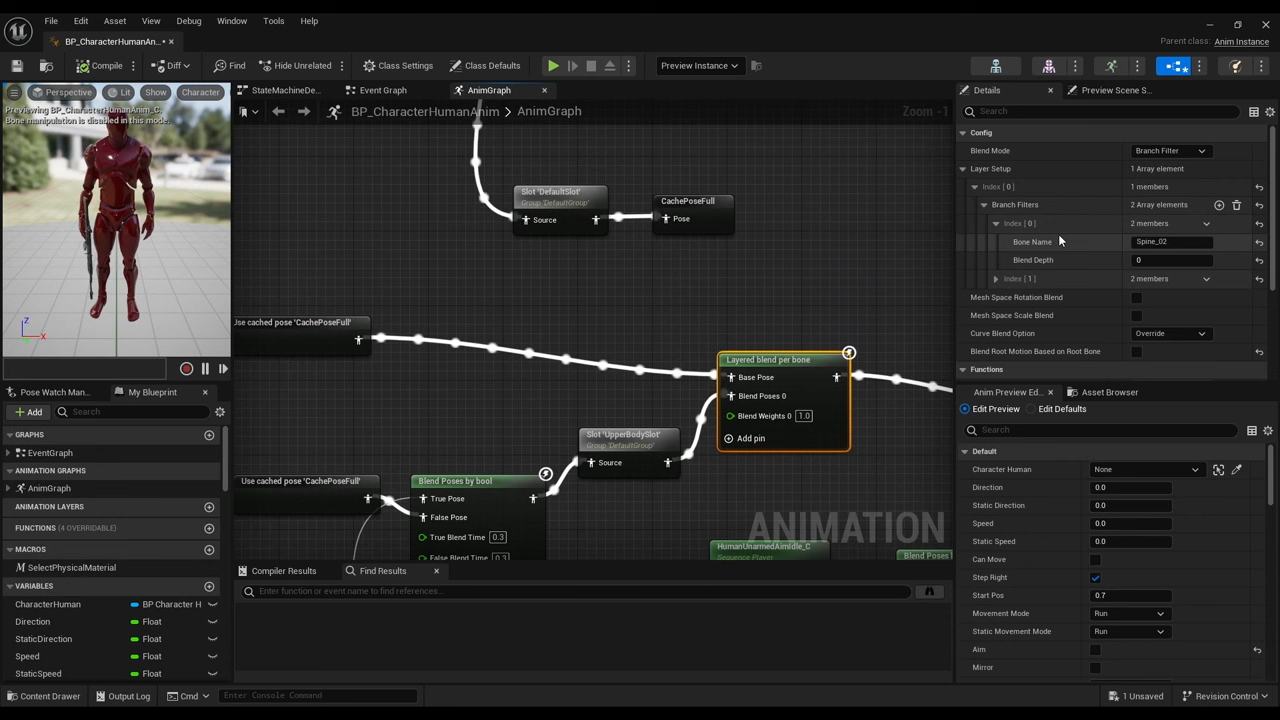 File Edit Asset View Window Debug Tools Help
BP_CharacterHumanAn...•
Parent class: Anim Instance
Compile Diff Find Hide Unrelated Class Settings Class Defaults Preview Instance
Perspective Lit Show Character
Previewing BP_CharacterHumanAnim_C.
Bone manipulation is disabled in this mode.
Z
X
Pose Watch Man... My Blueprint
Add Search
GRAPHS
EventGraph
ANIMATION GRAPHS
AnimGraph
ANIMATION LAYERS
FUNCTIONS (4 OVERRIDABLE)
MACROS
SelectPhysicalMaterial
VARIABLES
CharacterHuman BP Character H
Direction Float
StaticDirection Float
Speed Float
StaticSpeed Float
StateMachineDe... Event Graph AnimGraph
BP_CharacterHumanAnim > AnimGraph Zoom -1
Slot 'DefaultSlot'
Group 'DefaultGroup'
Source
CachePoseFull
Pose
Use cached pose 'CachePoseFull'
Layered blend per bone
Base Pose
Blend Poses 0
Blend Weights 0 1.0
Add pin
Slot 'UpperBodySlot'
Group 'DefaultGroup'
Source
Use cached pose 'CachePoseFull'
Blend Poses by bool
True Pose
False Pose
True Blend Time 0.3
False Blend Time 0.3
HumanUnarmedAimIdle_C
Sequence Player
Blend Poses
ANIMATION
Compiler Results Find Results
Enter function or event name to find references...
Details Preview Scene S...
Search
Config
Blend Mode Branch Filter
Layer Setup 1 Array element
Index [ 0 ] 1 members
Branch Filters 2 Array elements
Index [ 0 ] 2 members
Bone Name Spine_02
Blend Depth 0
Index [ 1 ] 2 members
Mesh Space Rotation Blend
Mesh Space Scale Blend
Curve Blend Option Override
Blend Root Motion Based on Root Bone
Functions
Anim Preview Ed... Asset Browser
Edit Preview Edit Defaults
Search
Default
Character Human None
Direction 0.0
Static Direction 0.0
Speed 0.0
Static Speed 0.0
Can Move
Step Right
Start Pos 0.7
Movement Mode Run
Static Movement Mode Run
Aim
Mirror
Content Drawer Output Log Cmd Enter Console Command 1 Unsaved Revision Control